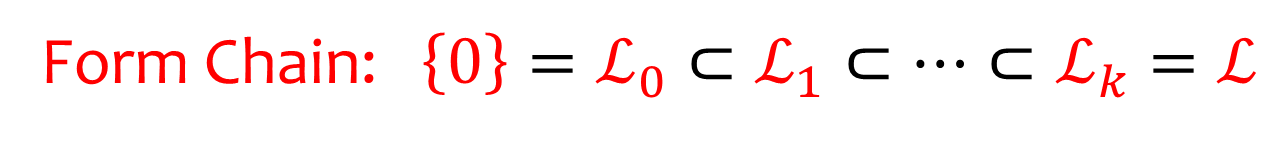 Form Chain: {0} = ℒ₀ ⊂ ℒ₁ ⊂ ⋯ ⊂ ℒₖ = ℒ